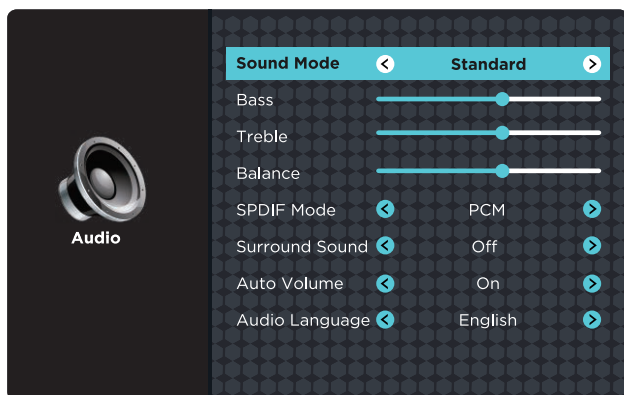 Audio
Sound Mode Standard
Bass
Treble
Balance
SPDIF Mode PCM
Surround Sound Off
Auto Volume On
Audio Language English